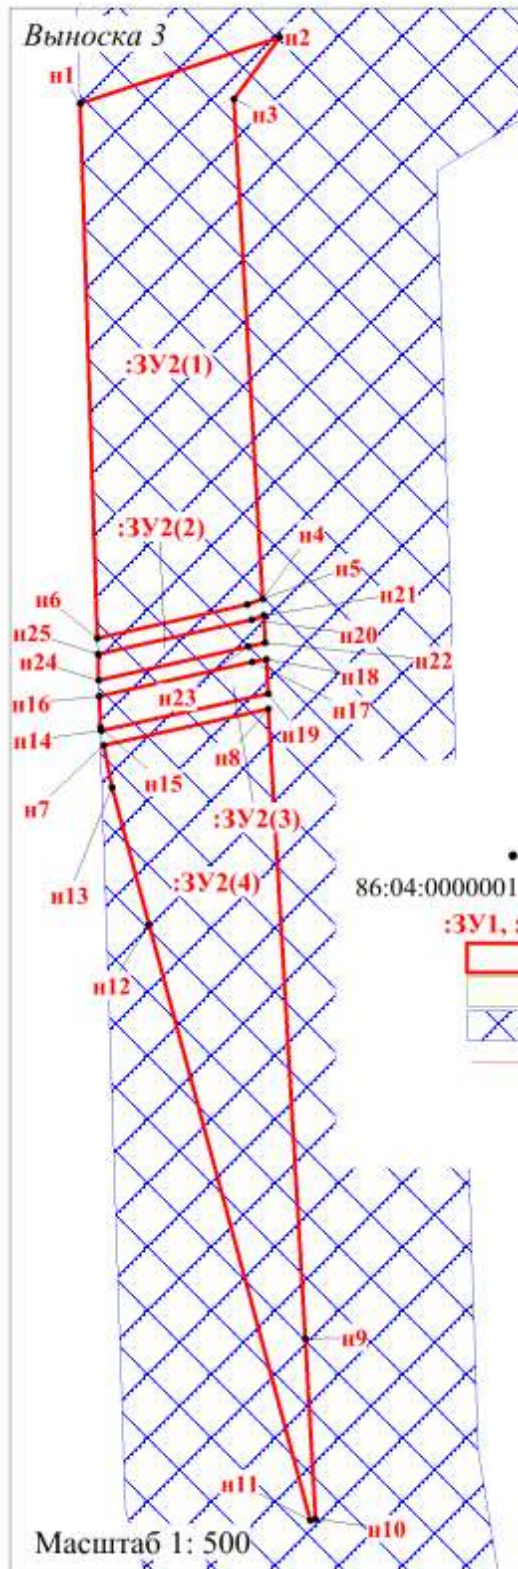 Выноска 3
н2
н1
н3
:ЗУ2(1)
:ЗУ2(2)
н4
н5
н6
н21
н25
н20
н24
н22
н18
н16
н23
н17
н14
н8
н19
н7
н15
:ЗУ2(3)
:ЗУ2(4)
н13
86:04:0000001
:ЗУ1, :
н12
н9
н11
н10
Масштаб 1: 500